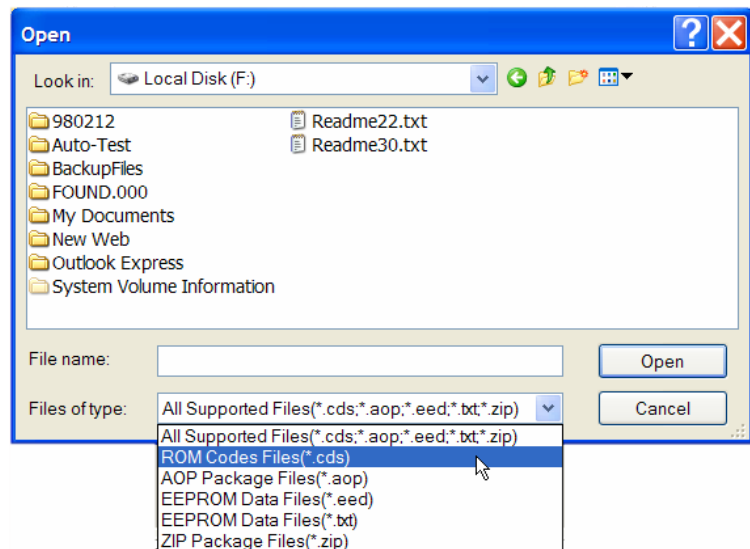 Open
Look in: Local Disk (F:)
980212
Auto-Test
BackupFiles
FOUND.000
My Documents
New Web
Outlook Express
System Volume Information
Readme22.txt
Readme30.txt
File name:
Open
Files of type: All Supported Files(*.cds;*.aop;*.eed;*.txt;*.zip)
Cancel
All Supported Files(*.cds;*.aop;*.eed;*.txt;*.zip)
ROM Codes Files(*.cds)
AOP Package Files(*.aop)
EEPROM Data Files(*.eed)
EEPROM Data Files(*.txt)
ZIP Package Files(*.zip)